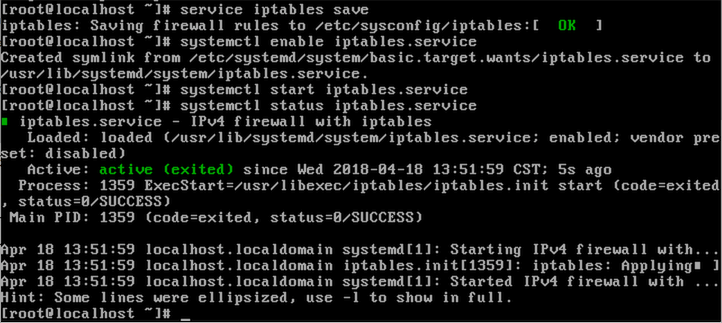 [root@localhost ~]# service iptables save
iptables: Saving firewall rules to /etc/sysconfig/iptables:[  OK  ]
[root@localhost ~]# systemctl enable iptables.service
Created symlink from /etc/systemd/system/basic.target.wants/iptables.service to
/usr/lib/systemd/system/iptables.service.
[root@localhost ~]# systemctl start iptables.service
[root@localhost ~]# systemctl status iptables.service
■ iptables.service - IPv4 firewall with iptables
   Loaded: loaded (/usr/lib/systemd/system/iptables.service; enabled; vendor pre
set: disabled)
   Active: active (exited) since Wed 2018-04-18 13:51:59 CST; 5s ago
  Process: 1359 ExecStart=/usr/libexec/iptables/iptables.init start (code=exited
, status=0/SUCCESS)
 Main PID: 1359 (code=exited, status=0/SUCCESS)
Apr 18 13:51:59 localhost.localdomain systemd[1]: Starting IPv4 firewall with...
Apr 18 13:51:59 localhost.localdomain iptables.init[1359]: iptables: Applying■ ]
Apr 18 13:51:59 localhost.localdomain systemd[1]: Started IPv4 firewall with ...
Hint: Some lines were ellipsized, use -l to show in full.
[root@localhost ~]# _